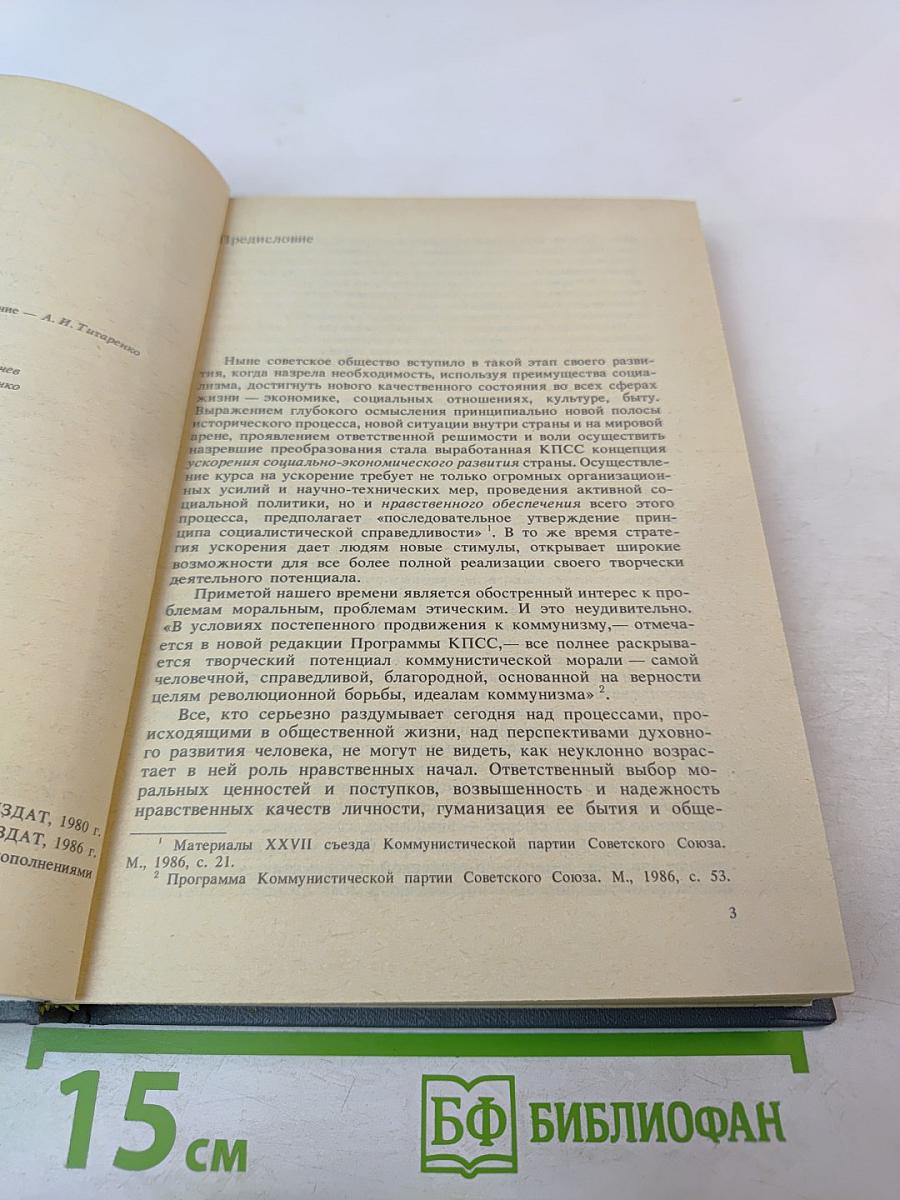 ние — А. И. Титаренко
чев
нко
ЗДАТ, 1980 г.
ЗДАТ, 1986 г.
дополнениями
Предисловие
Ныне советское общество вступило в такой этап своего разви-
тия, когда назрела необходимость, используя преимущества социа-
лизма, достигнуть нового качественного состояния во всех сферах
жизни — экономике, социальных отношениях, культуре, быту.
Выражением глубокого осмысления принципиально новой полосы
исторического процесса, новой ситуации внутри страны и на мировой
арене, проявлением ответственной решимости и воли осуществить
назревшие преобразования стала выработанная КПСС концепция
ускорения социально-экономического развития страны. Осуществле-
ние курса на ускорение требует не только огромных организацион-
ных усилий и научно-технических мер, проведения активной со-
циальной политики, но и нравственного обеспечения всего этого
процесса, предполагает «последовательное утверждение прин-
ципа социалистической справедливости» 1. В то же время страте-
гия ускорения дает людям новые стимулы, открывает широкие
возможности для все более полной реализации своего творчески
деятельного потенциала.
Приметой нашего времени является обостренный интерес к про-
блемам моральным, проблемам этическим. И это неудивительно.
«В условиях постепенного продвижения к коммунизму,— отмеча-
ется в новой редакции Программы КПСС,— все полнее раскрыва-
ется творческий потенциал коммунистической морали — самой
человечной, справедливой, благородной, основанной на верности
целям революционной борьбы, идеалам коммунизма» 2.
Все, кто серьезно раздумывает сегодня над процессами, про-
исходящими в общественной жизни, над перспективами духовно-
го развития человека, не могут не видеть, как неуклонно возрас-
тает в ней роль нравственных начал. Ответственный выбор мо-
ральных ценностей и поступков, возвышенность и надежность
нравственных качеств личности, гуманизация ее бытия и обще-
1 Материалы XXVII съезда Коммунистической партии Советского Союза.
М., 1986, с. 21.
2 Программа Коммунистической партии Советского Союза. М., 1986, с. 53.
3
15 см
БФ БИБЛИОФАН